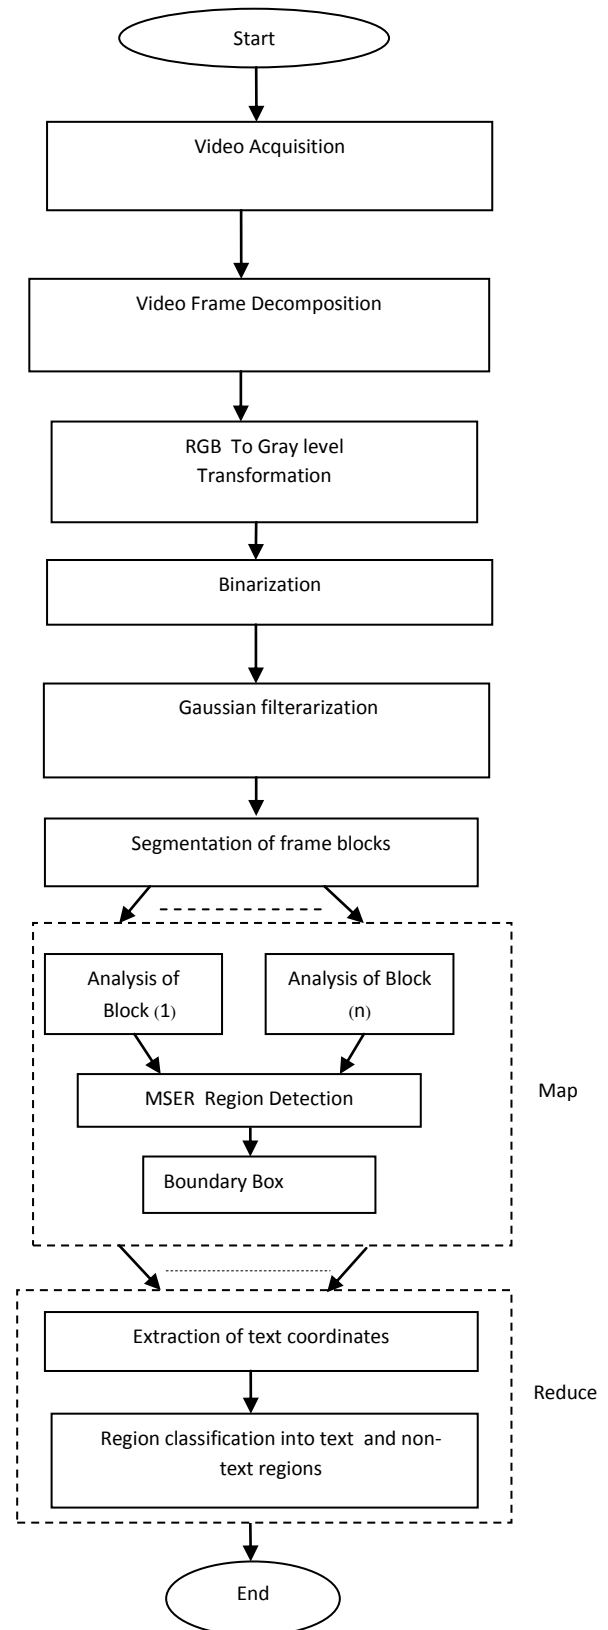 Start
Video Acquisition
Video Frame Decomposition
RGB To Gray level
Transformation
Binarization
Gaussian filterarization
Segmentation of frame blocks
Analysis of
Block (1)
Analysis of Block
(n)
MSER Region Detection
Map
Boundary Box
Extraction of text coordinates
Reduce
Region classification into text and non-
text regions
End